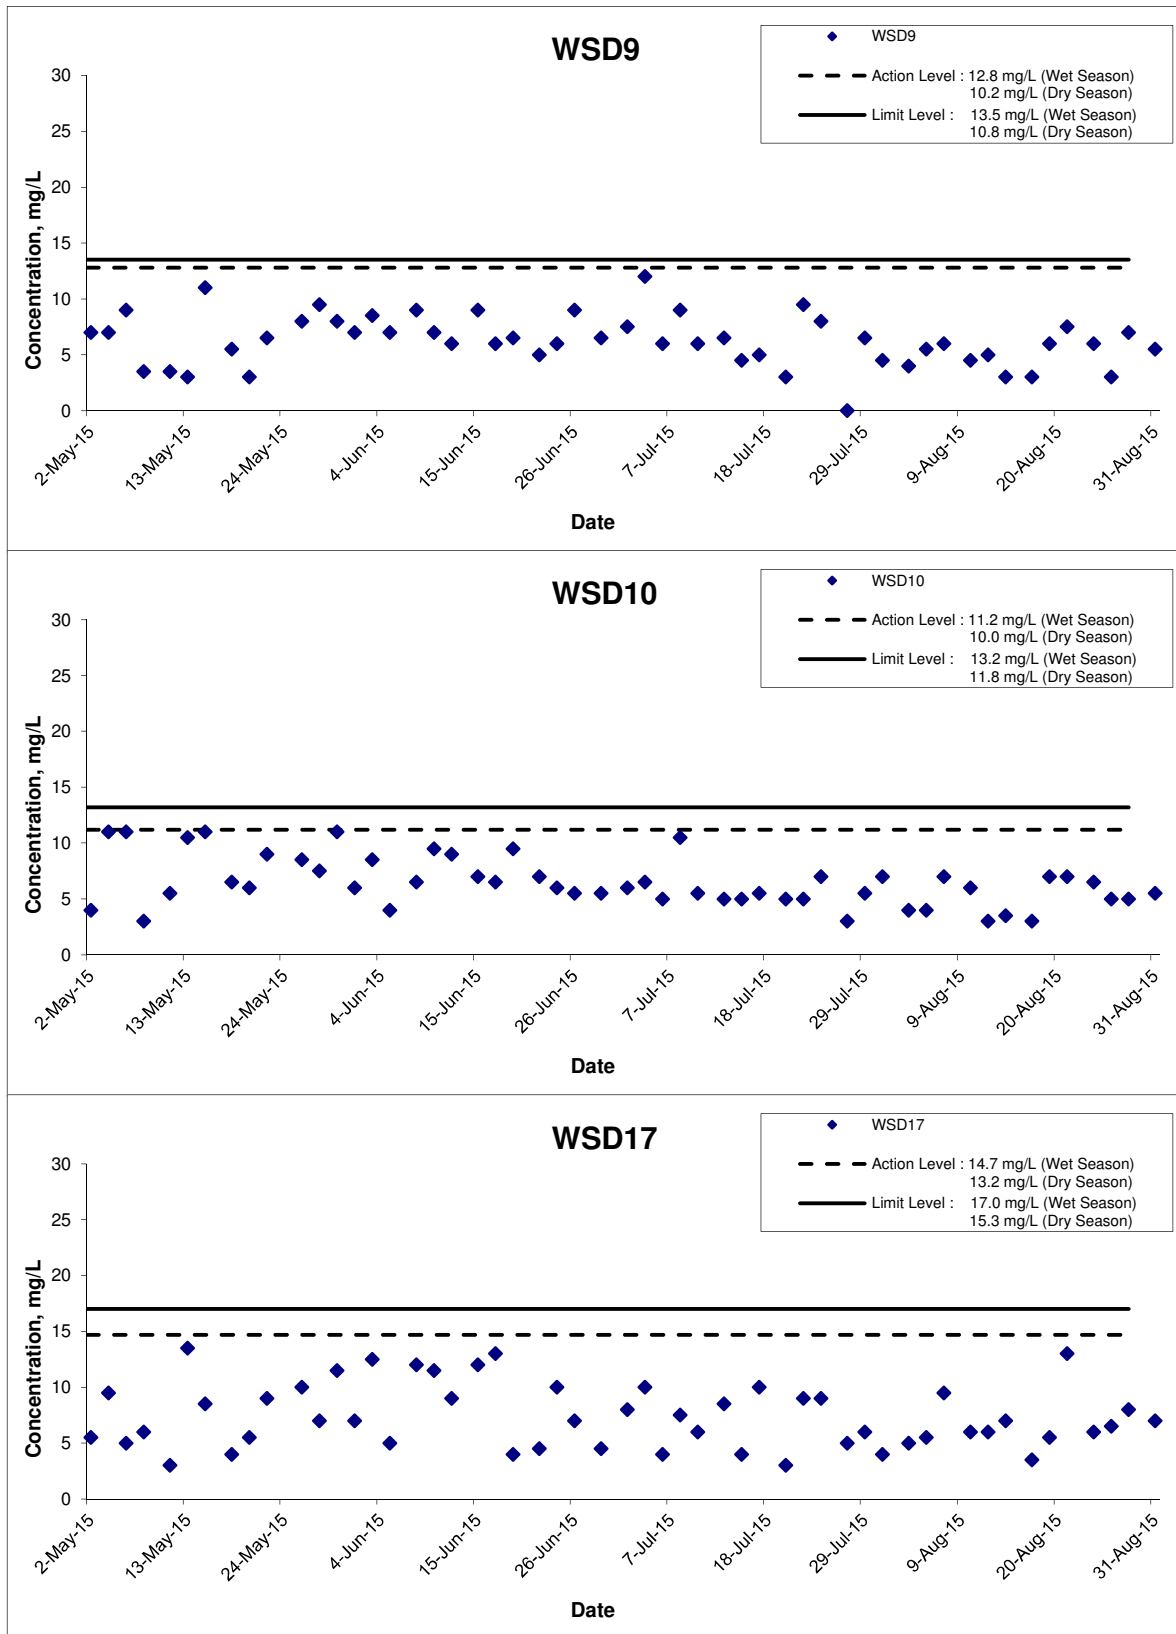 WSD9
WSD9
Action Level : 12.8 mg/L (Wet Season)
10.2 mg/L (Dry Season)
Limit Level : 13.5 mg/L (Wet Season)
10.8 mg/L (Dry Season)
Concentration, mg/L
30
25
20
15
10
5
0
2-May-15
13-May-15
24-May-15
4-Jun-15
15-Jun-15
26-Jun-15
7-Jul-15
18-Jul-15
29-Jul-15
9-Aug-15
20-Aug-15
31-Aug-15
Date
WSD10
WSD10
Action Level : 11.2 mg/L (Wet Season)
10.0 mg/L (Dry Season)
Limit Level : 13.2 mg/L (Wet Season)
11.8 mg/L (Dry Season)
Concentration, mg/L
30
25
20
15
10
5
0
2-May-15
13-May-15
24-May-15
4-Jun-15
15-Jun-15
26-Jun-15
7-Jul-15
18-Jul-15
29-Jul-15
9-Aug-15
20-Aug-15
31-Aug-15
Date
WSD17
WSD17
Action Level : 14.7 mg/L (Wet Season)
13.2 mg/L (Dry Season)
Limit Level : 17.0 mg/L (Wet Season)
15.3 mg/L (Dry Season)
Concentration, mg/L
30
25
20
15
10
5
0
2-May-15
13-May-15
24-May-15
4-Jun-15
15-Jun-15
26-Jun-15
7-Jul-15
18-Jul-15
29-Jul-15
9-Aug-15
20-Aug-15
31-Aug-15
Date